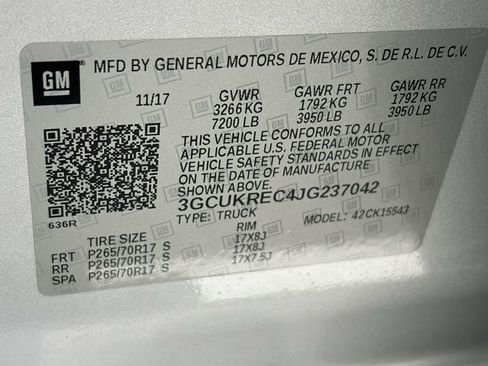 GM MFD BY GENERAL MOTORS DE MEXICO, S. DE R.L. DE C.V.
11/17 GVWR GAWR FRT GAWR RR
3266 KG 1792 KG 1792 KG
7200 LB 3950 LB 3950 LB
THIS VEHICLE CONFORMS TO ALL
APPLICABLE U.S. FEDERAL MOTOR
VEHICLE SAFETY STANDARDS IN EFFECT
ON THE DATE OF MANUFACTURE
SHOWN ABOVE.
3GCUKREC4JG237042
636R TYPE: TRUCK MODEL: 42CK15543
TIRE SIZE RIM
FRT P265/70R17 S 17X8J
RR P265/70R17 S 17X8J
SPA P265/70R17 S 17X7.5J